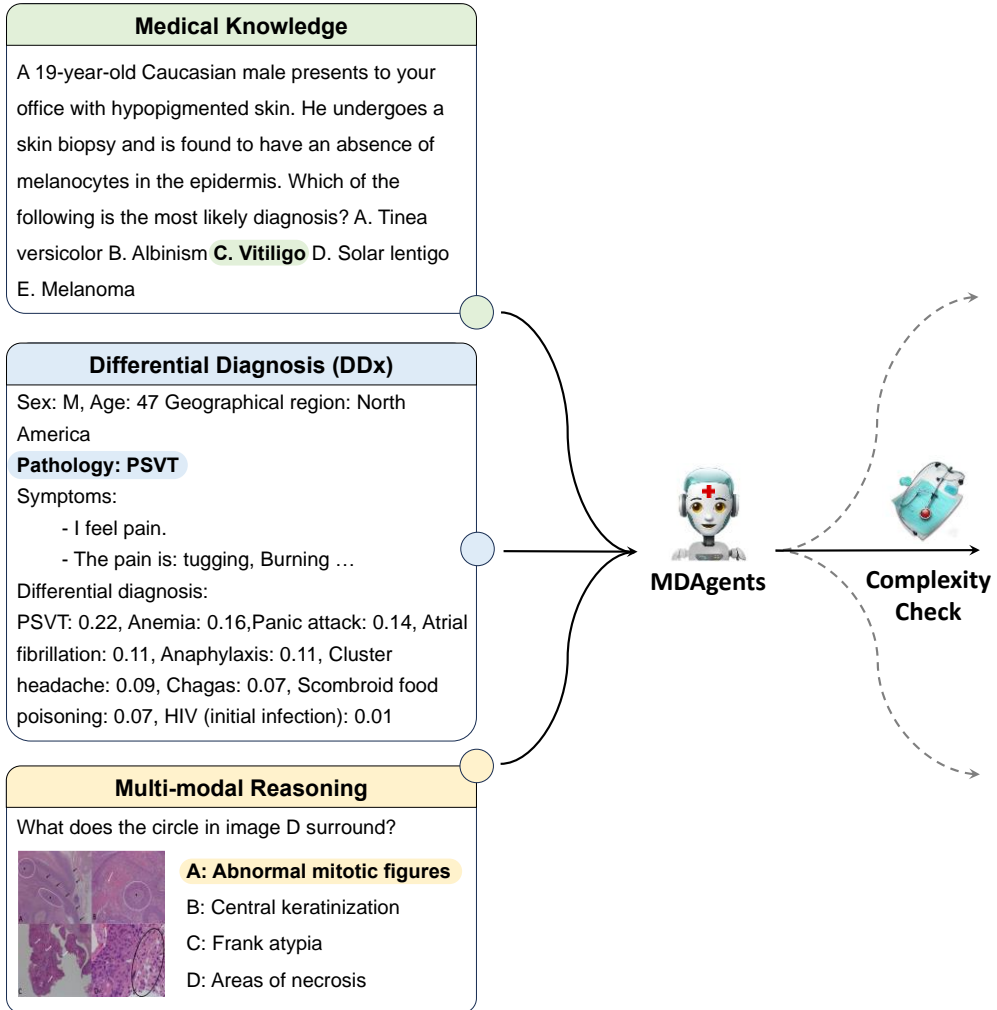 Medical Knowledge
A 19-year-old Caucasian male presents to your
office with hypopigmented skin. He undergoes a
skin biopsy and is found to have an absence of
melanocytes in the epidermis. Which of the
following is the most likely diagnosis? A. Tinea
versicolor B. Albinism C. Vitiligo D. Solar lentigo
E. Melanoma
Differential Diagnosis (DDx)
Sex: M, Age: 47 Geographical region: North
America
Pathology: PSVT
Symptoms:
- I feel pain.
- The pain is: tugging, Burning …
Differential diagnosis:
PSVT: 0.22, Anemia: 0.16,Panic attack: 0.14, Atrial
fibrillation: 0.11, Anaphylaxis: 0.11, Cluster
headache: 0.09, Chagas: 0.07, Scombroid food
poisoning: 0.07, HIV (initial infection): 0.01
Multi-modal Reasoning
What does the circle in image D surround?
A B
C D
A: Abnormal mitotic figures
B: Central keratinization
C: Frank atypia
D: Areas of necrosis
MDAgents
Complexity
Check